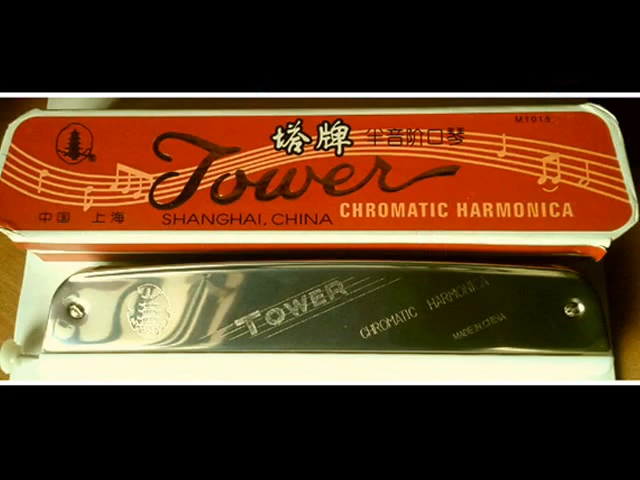 M1015
塔牌 半音阶口琴
Tower
中国 上海
SHANGHAI, CHINA
CHROMATIC HARMONICA
TOWER
CHROMATIC HARMONICA
MADE IN CHINA